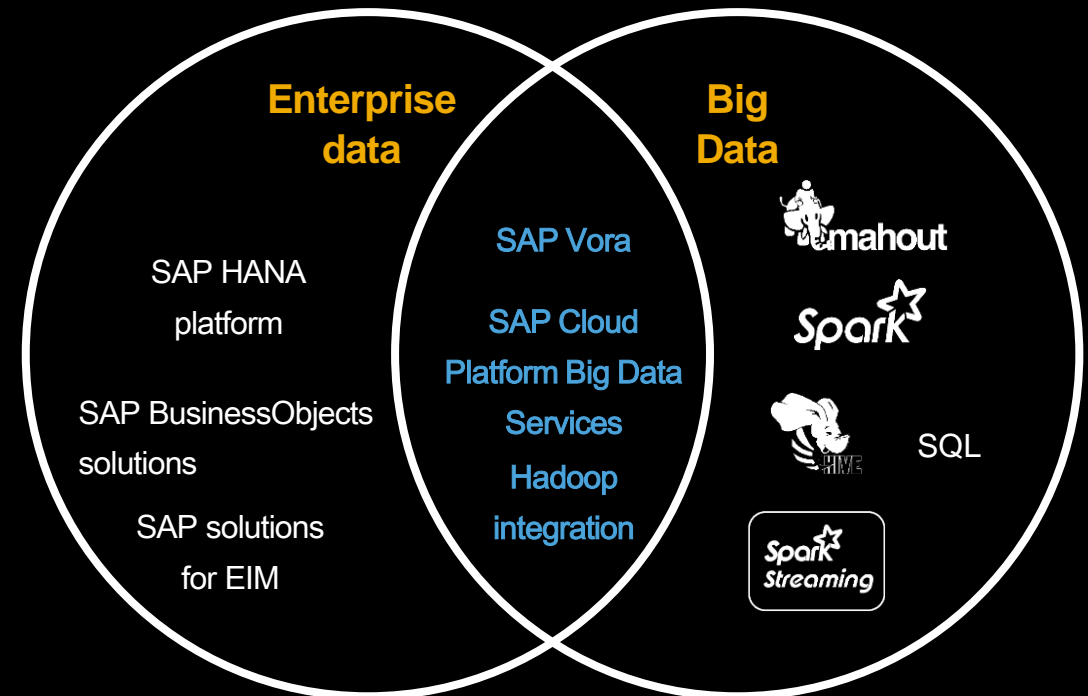 Enterprise
data
SAP HANA
platform
SAP BusinessObjects
solutions
SAP solutions
for EIM
SAP Vora
SAP Cloud
Platform Big Data
Services
Hadoop
integration
Big
Data
mahout
Spark
HIVE
SQL
Spark
Streaming